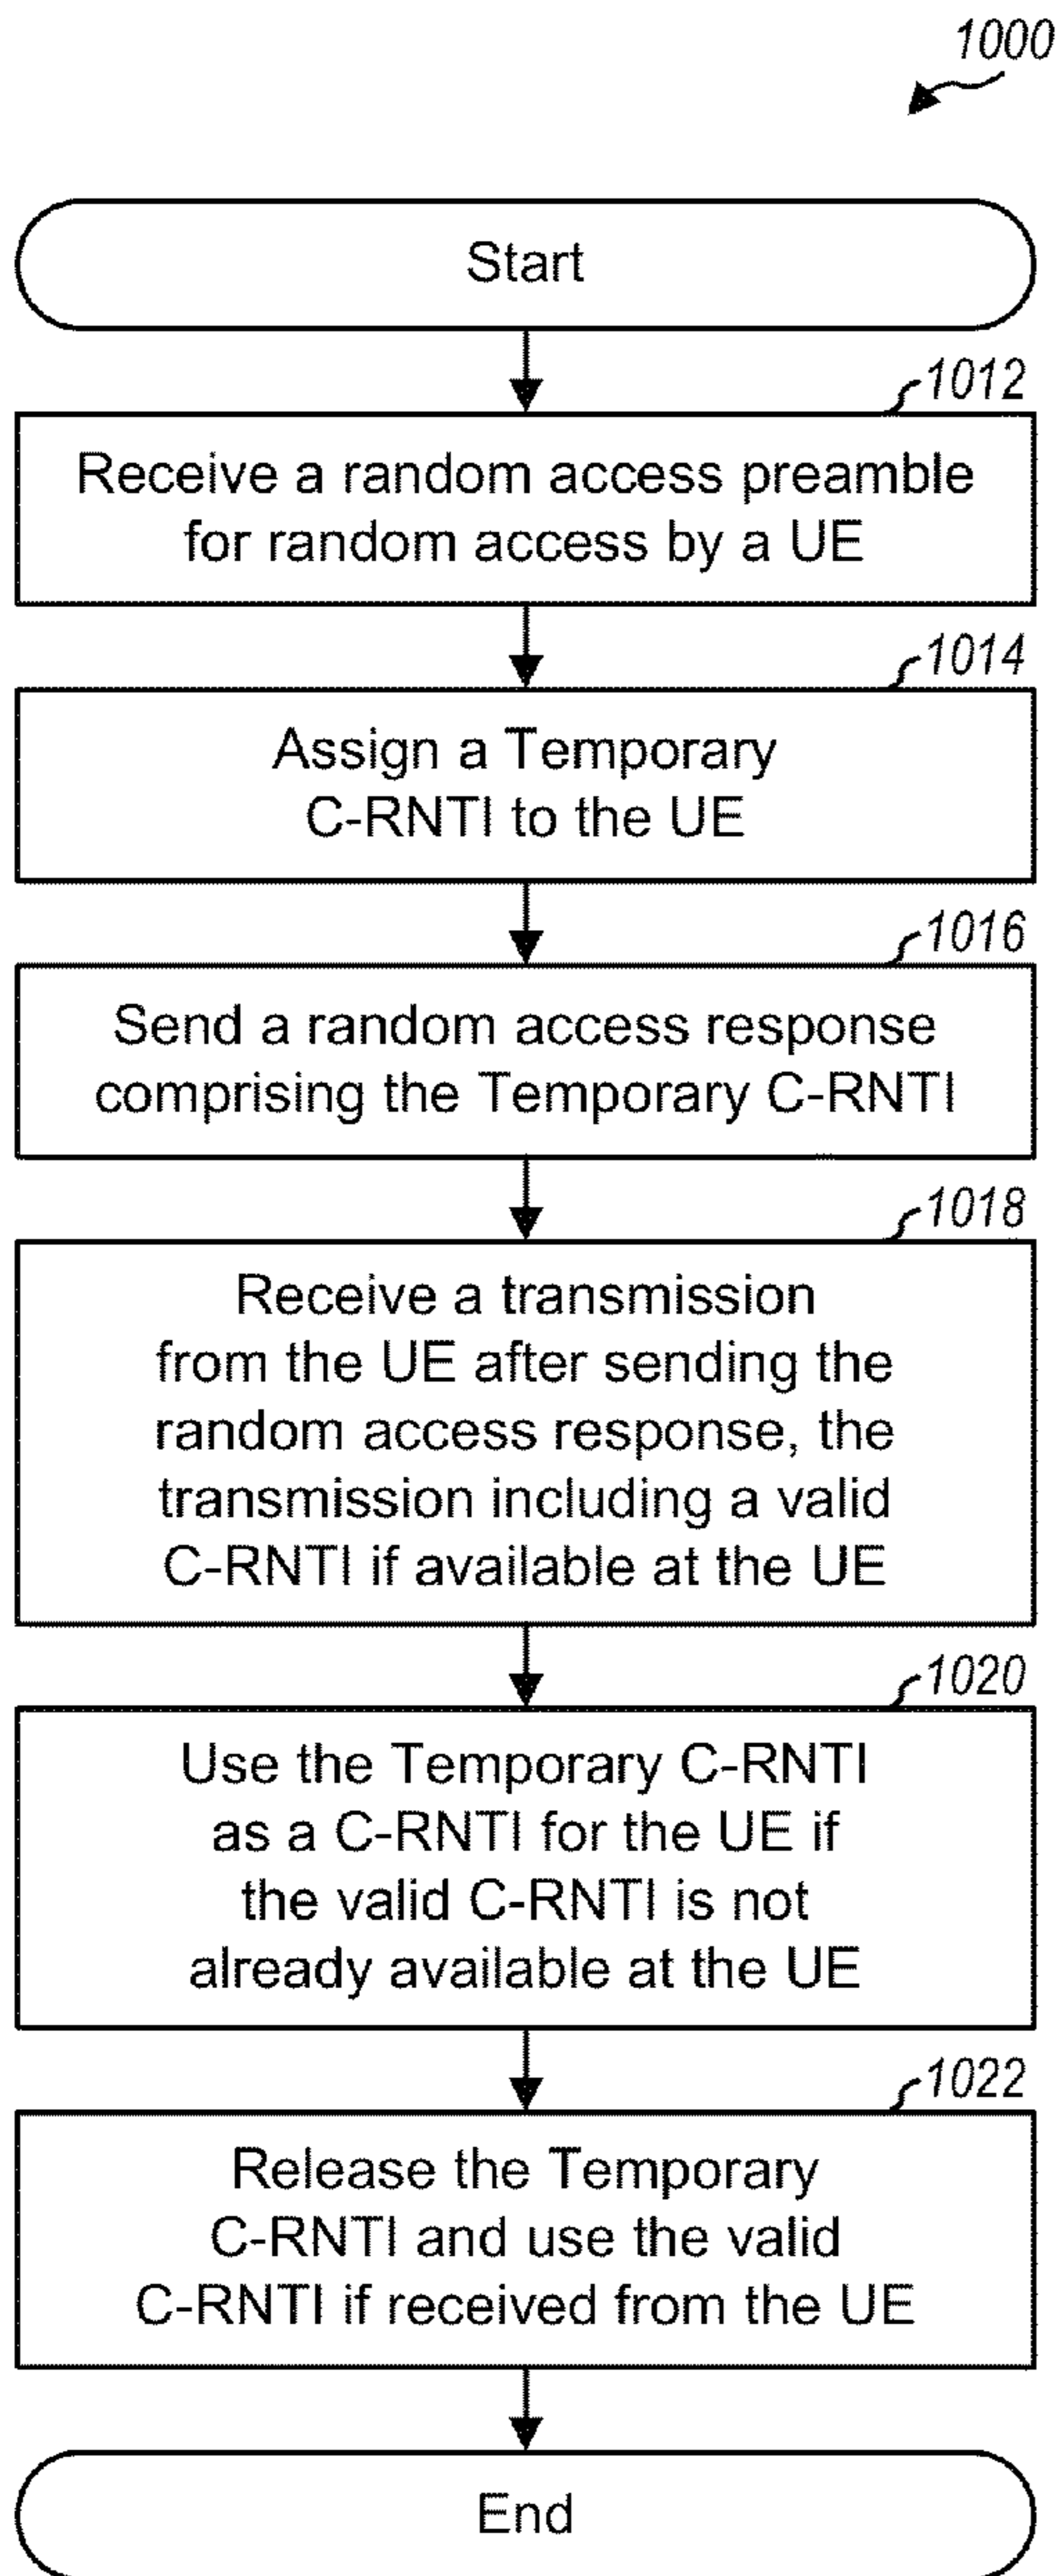 1000
Start
1012
Receive a random access preamble
for random access by a UE
1014
Assign a Temporary
C-RNTI to the UE
1016
Send a random access response
comprising the Temporary C-RNTI
1018
Receive a transmission
from the UE after sending the
random access response, the
transmission including a valid
C-RNTI if available at the UE
1020
Use the Temporary C-RNTI
as a C-RNTI for the UE if
the valid C-RNTI is not
already available at the UE
1022
Release the Temporary
C-RNTI and use the valid
C-RNTI if received from the UE
End